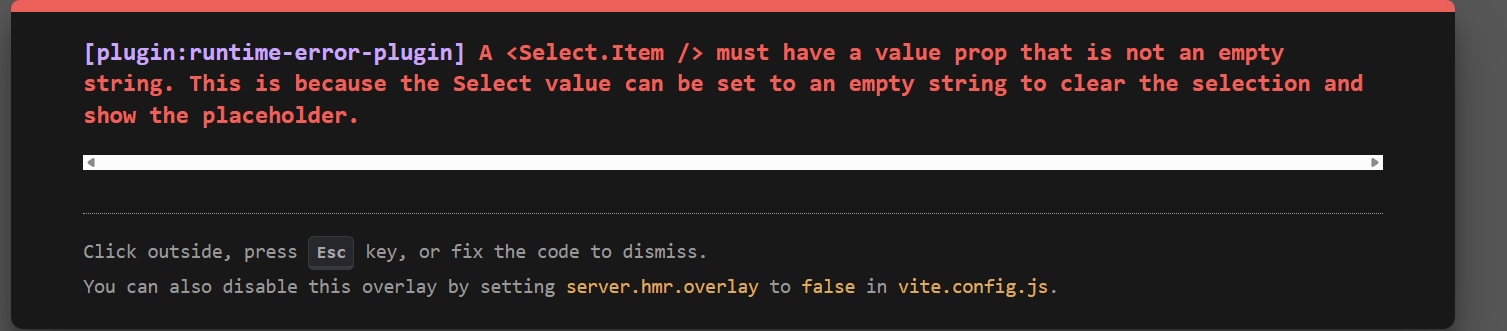 [plugin:runtime-error-plugin] A <Select.Item /> must have a value prop that is not an empty
string. This is because the Select value can be set to an empty string to clear the selection and
show the placeholder.
Click outside, press Esc key, or fix the code to dismiss.
You can also disable this overlay by setting server.hmr.overlay to false in vite.config.js.